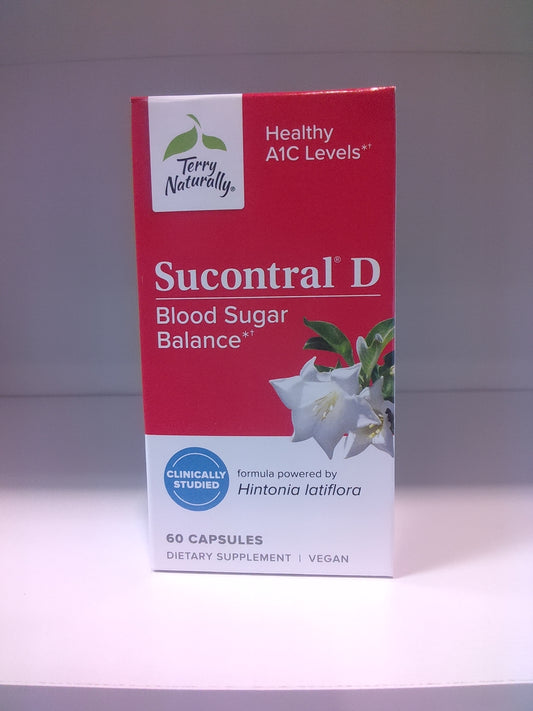 Terry
Naturally®
Healthy
A1C Levels*†
Sucontral® D
Blood Sugar
Balance*†
CLINICALLY
STUDIED
formula powered by
Hintonia latiflora
60 CAPSULES
DIETARY SUPPLEMENT | VEGAN